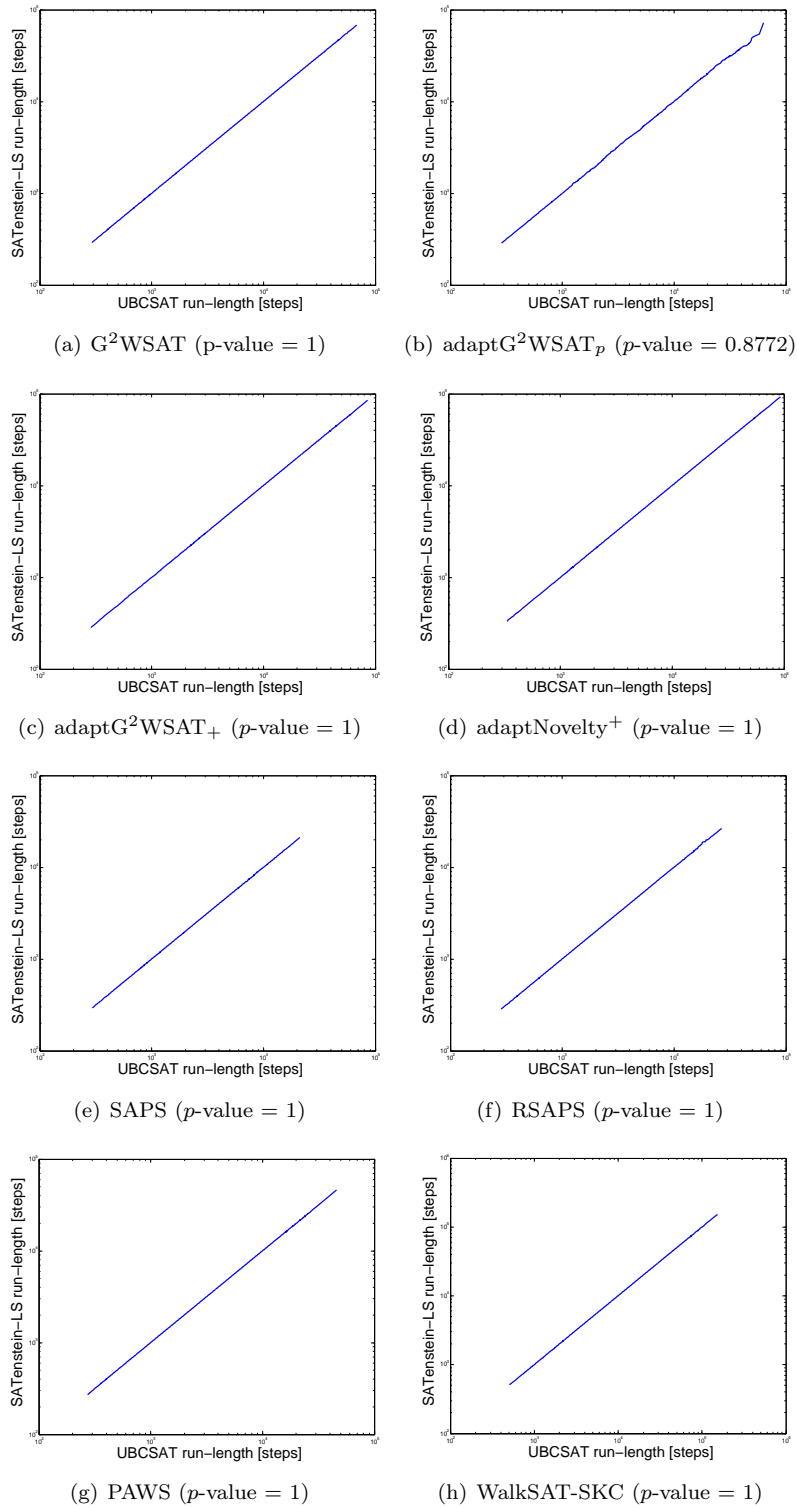 SATenstein−LS run−length [steps]
UBCSAT run−length [steps]
(a) G²WSAT (p-value = 1)
SATenstein−LS run−length [steps]
UBCSAT run−length [steps]
(b) adaptG²WSATₚ (p-value = 0.8772)
SATenstein−LS run−length [steps]
UBCSAT run−length [steps]
(c) adaptG²WSAT₊ (p-value = 1)
SATenstein−LS run−length [steps]
UBCSAT run−length [steps]
(d) adaptNovelty⁺ (p-value = 1)
SATenstein−LS run−length [steps]
UBCSAT run−length [steps]
(e) SAPS (p-value = 1)
SATenstein−LS run−length [steps]
UBCSAT run−length [steps]
(f) RSAPS (p-value = 1)
SATenstein−LS run−length [steps]
UBCSAT run−length [steps]
(g) PAWS (p-value = 1)
SATenstein−LS run−length [steps]
UBCSAT run−length [steps]
(h) WalkSAT-SKC (p-value = 1)